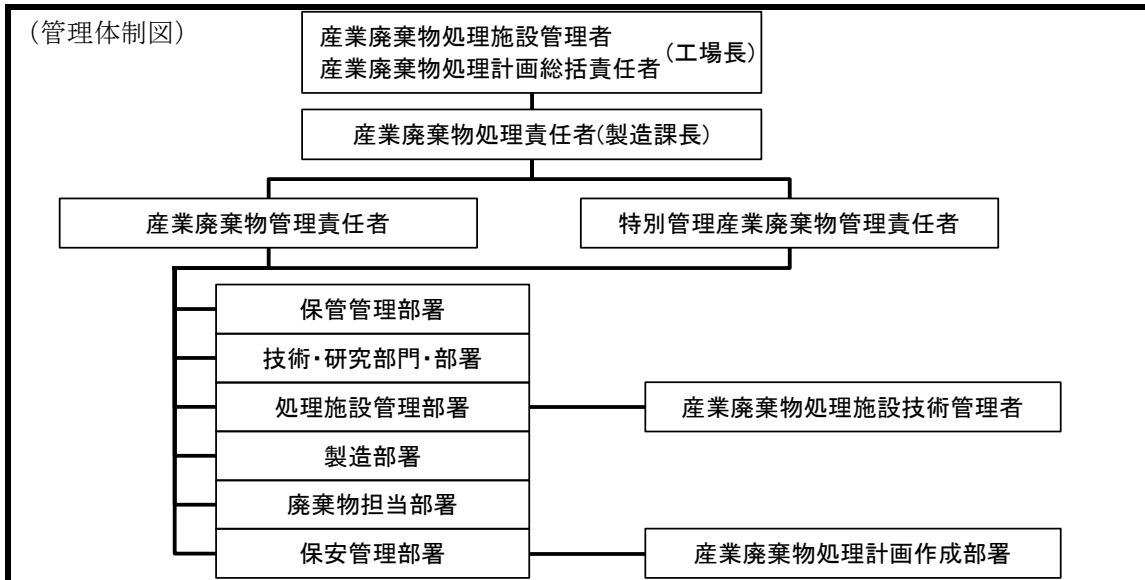 (管理体制図)
産業廃棄物処理施設管理者
産業廃棄物処理計画総括責任者
(工場長)
産業廃棄物処理責任者(製造課長)
産業廃棄物管理責任者
特別管理産業廃棄物管理責任者
保管管理部署
技術・研究部門・部署
処理施設管理部署
産業廃棄物処理施設技術管理者
製造部署
廃棄物担当部署
保安管理部署
産業廃棄物処理計画作成部署